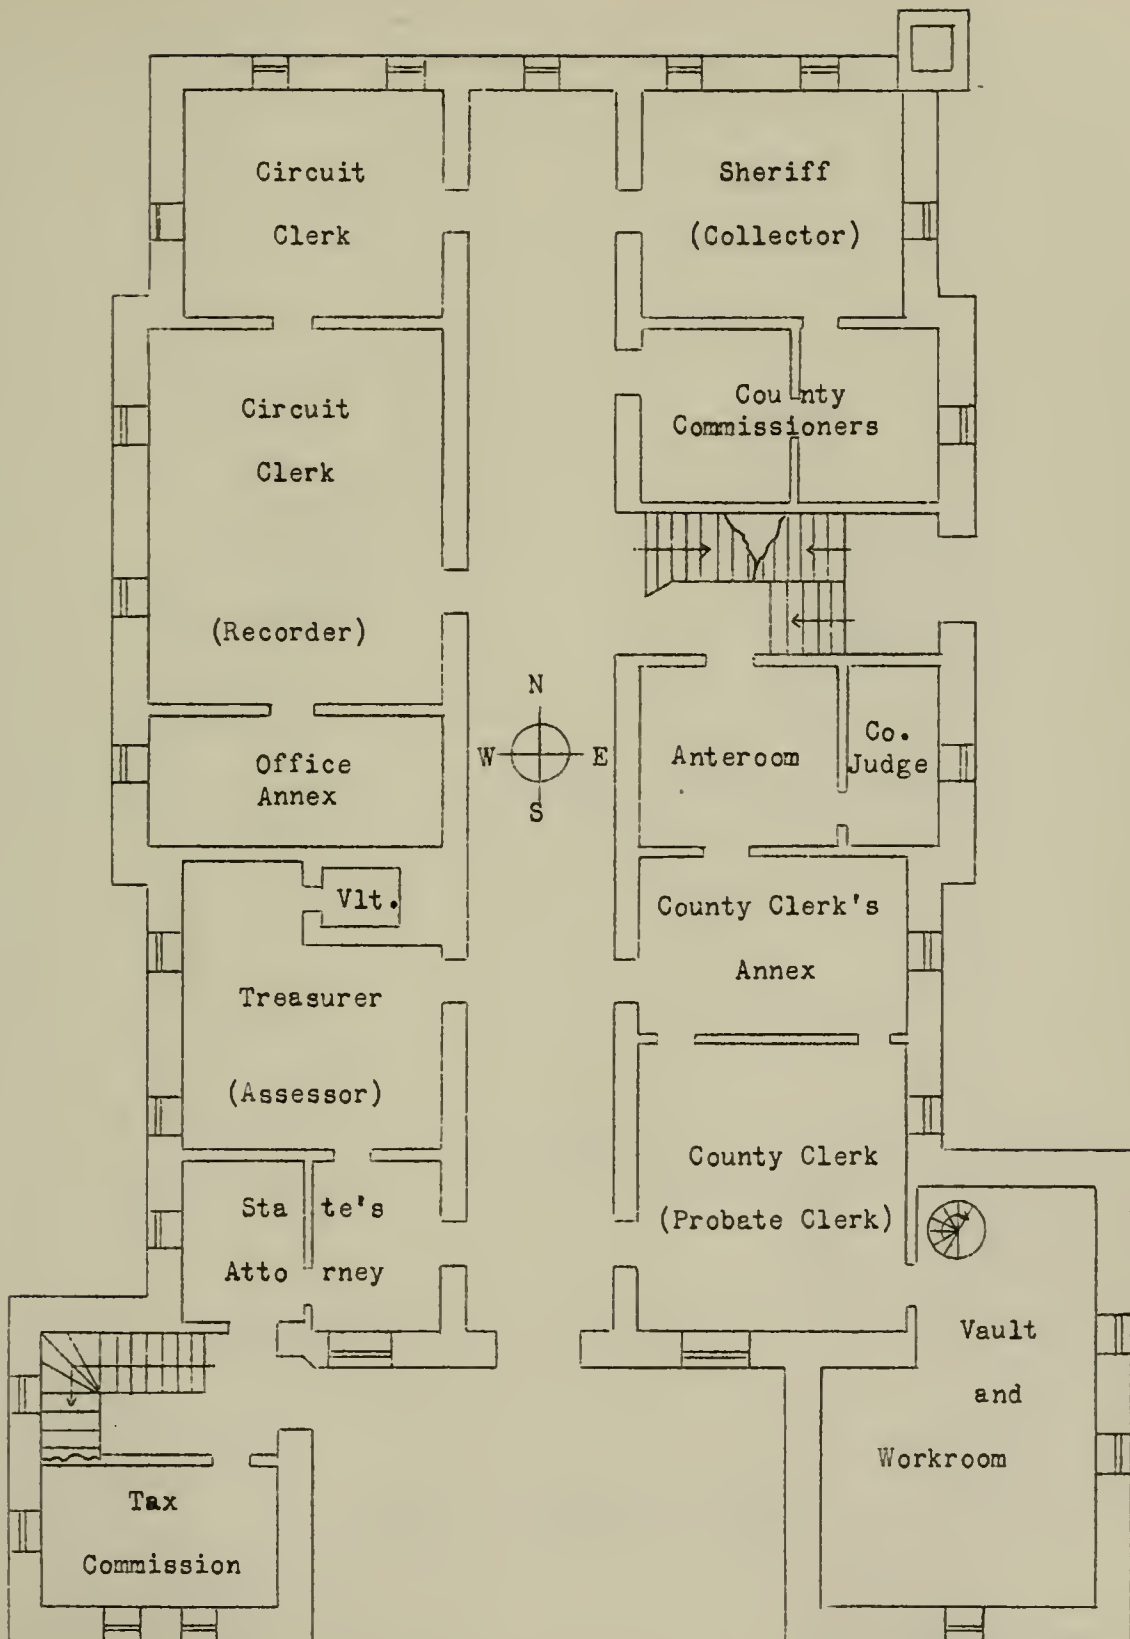 Circuit
Clerk
Sheriff
(Collector)
Circuit
Clerk
(Recorder)
County
Commissioners
N
W E
S
Office
Annex
Anteroom
Co.
Judge
Vlt.
Treasurer
(Assessor)
County Clerk's
Annex
State's
Attorney
County Clerk
(Probate Clerk)
Vault
and
Workroom
Tax
Commission